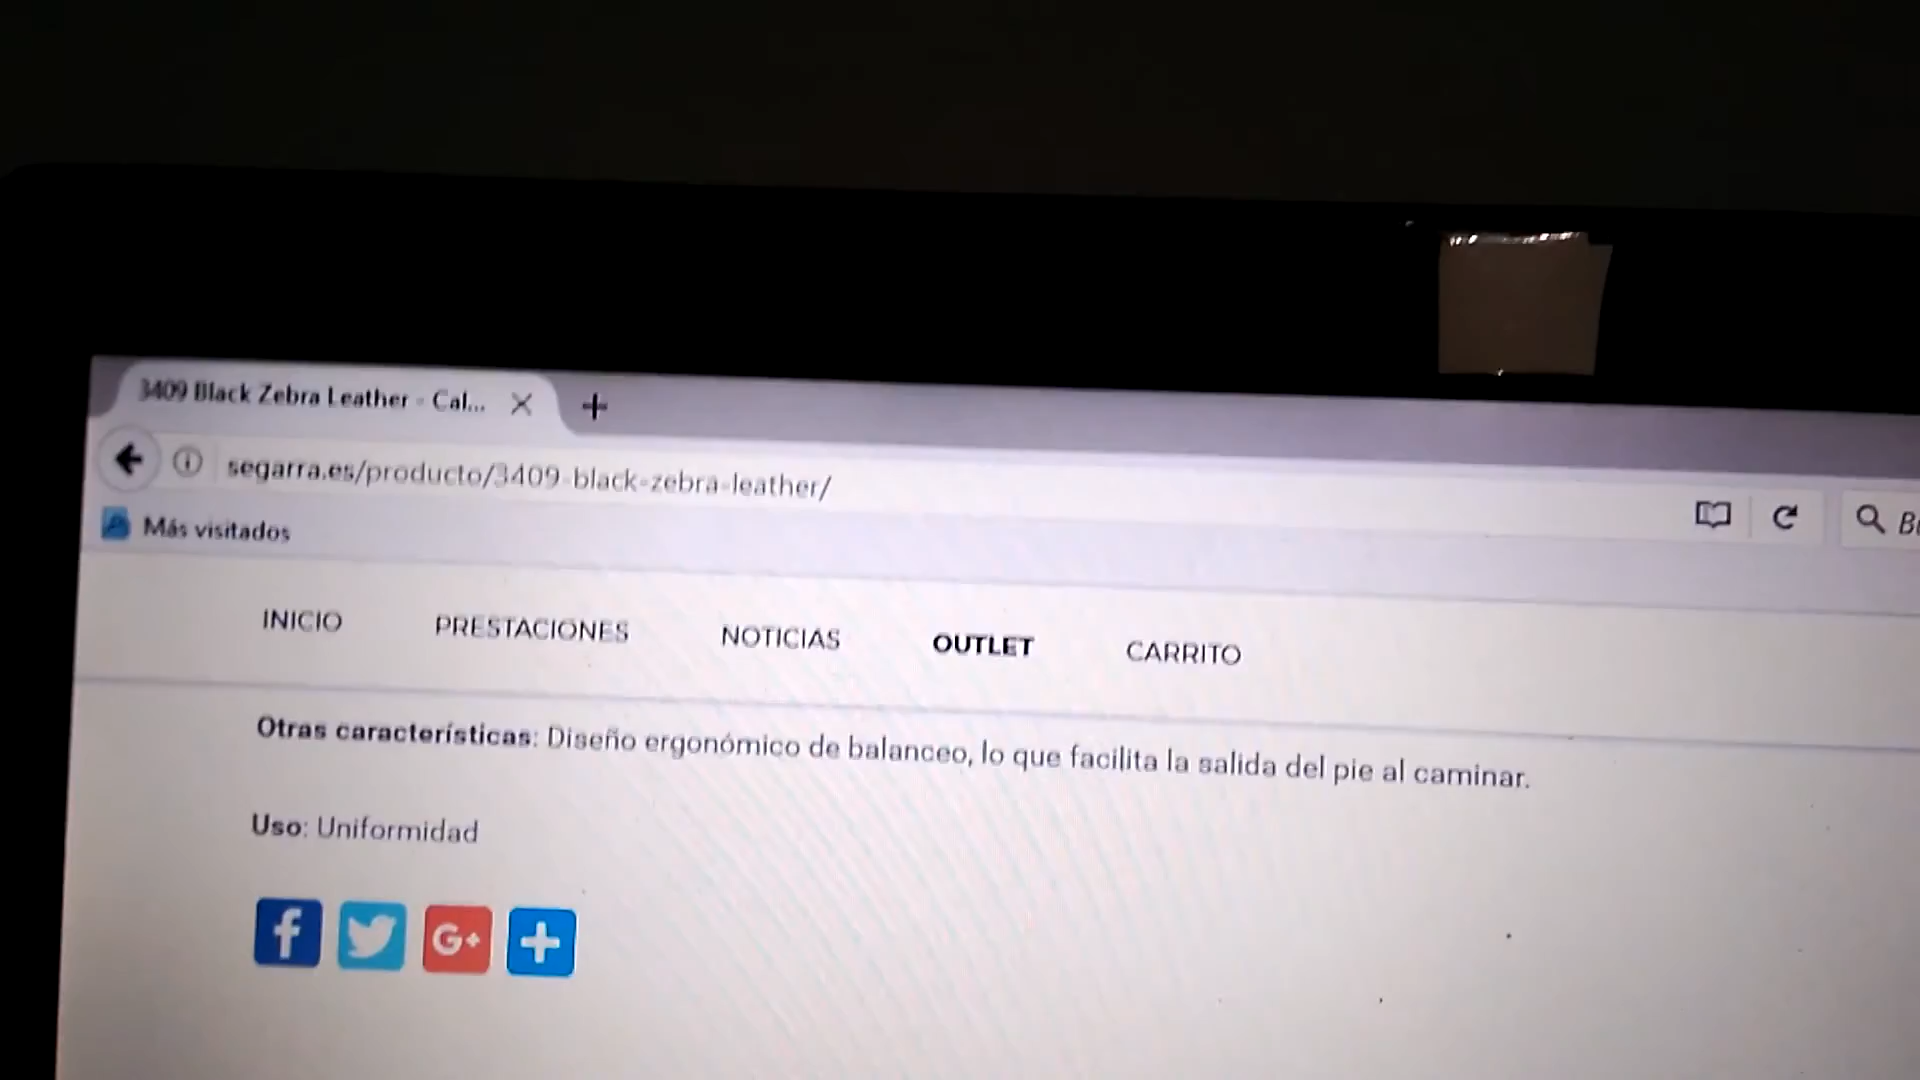 3409 Black Zebra Leather - Cal...
segarra.es/producto/3409-black-zebra-leather/
Más visitados
INICIO PRESTACIONES NOTICIAS OUTLET CARRITO
Otras características: Diseño ergonómico de balanceo, lo que facilita la salida del pie al caminar.
Uso: Uniformidad
f G+